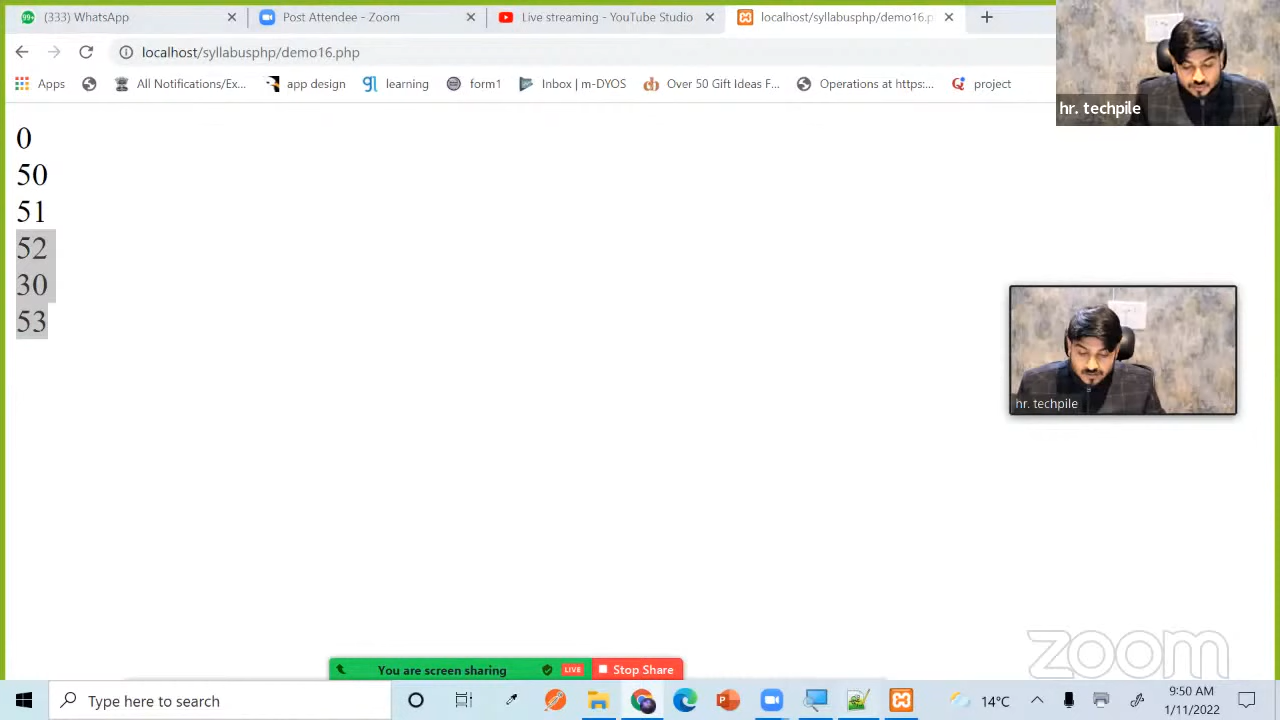 99+ (333) WhatsApp
Post Attendee - Zoom
Live streaming - YouTube Studio
localhost/syllabusphp/demo16.p
localhost/syllabusphp/demo16.php
Apps
All Notifications/Ex...
app design
learning
form1
Inbox | m-DYOS
Over 50 Gift Ideas F...
Operations at https:...
project
hr. techpile
0
50
51
52
30
53
hr. techpile
zoom
You are screen sharing
LIVE
Stop Share
Type here to search
14°C
9:50 AM
1/11/2022